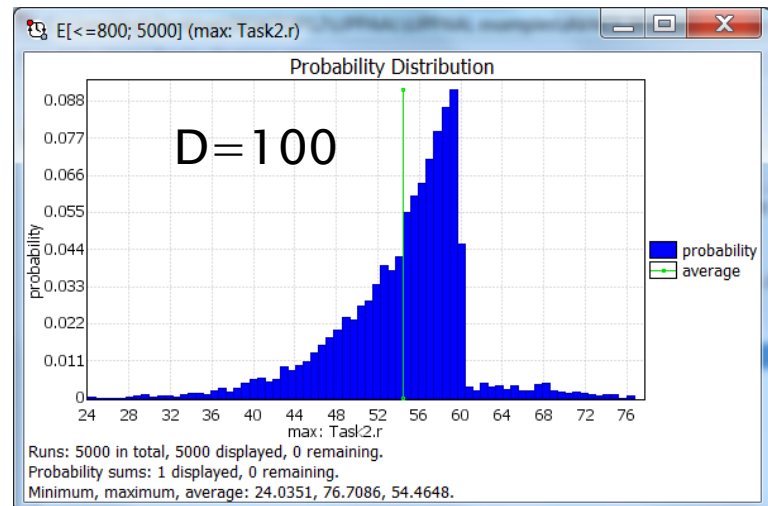 E[<=800; 5000] (max: Task2.r)
Probability Distribution
D=100
probability
0.088
0.077
0.066
0.055
0.044
0.033
0.022
0.011
0
24 28 32 36 40 44 48 52 56 60 64 68 72 76
max: Task2.r
probability
average
Runs: 5000 in total, 5000 displayed, 0 remaining.
Probability sums: 1 displayed, 0 remaining.
Minimum, maximum, average: 24.0351, 76.7086, 54.4648.